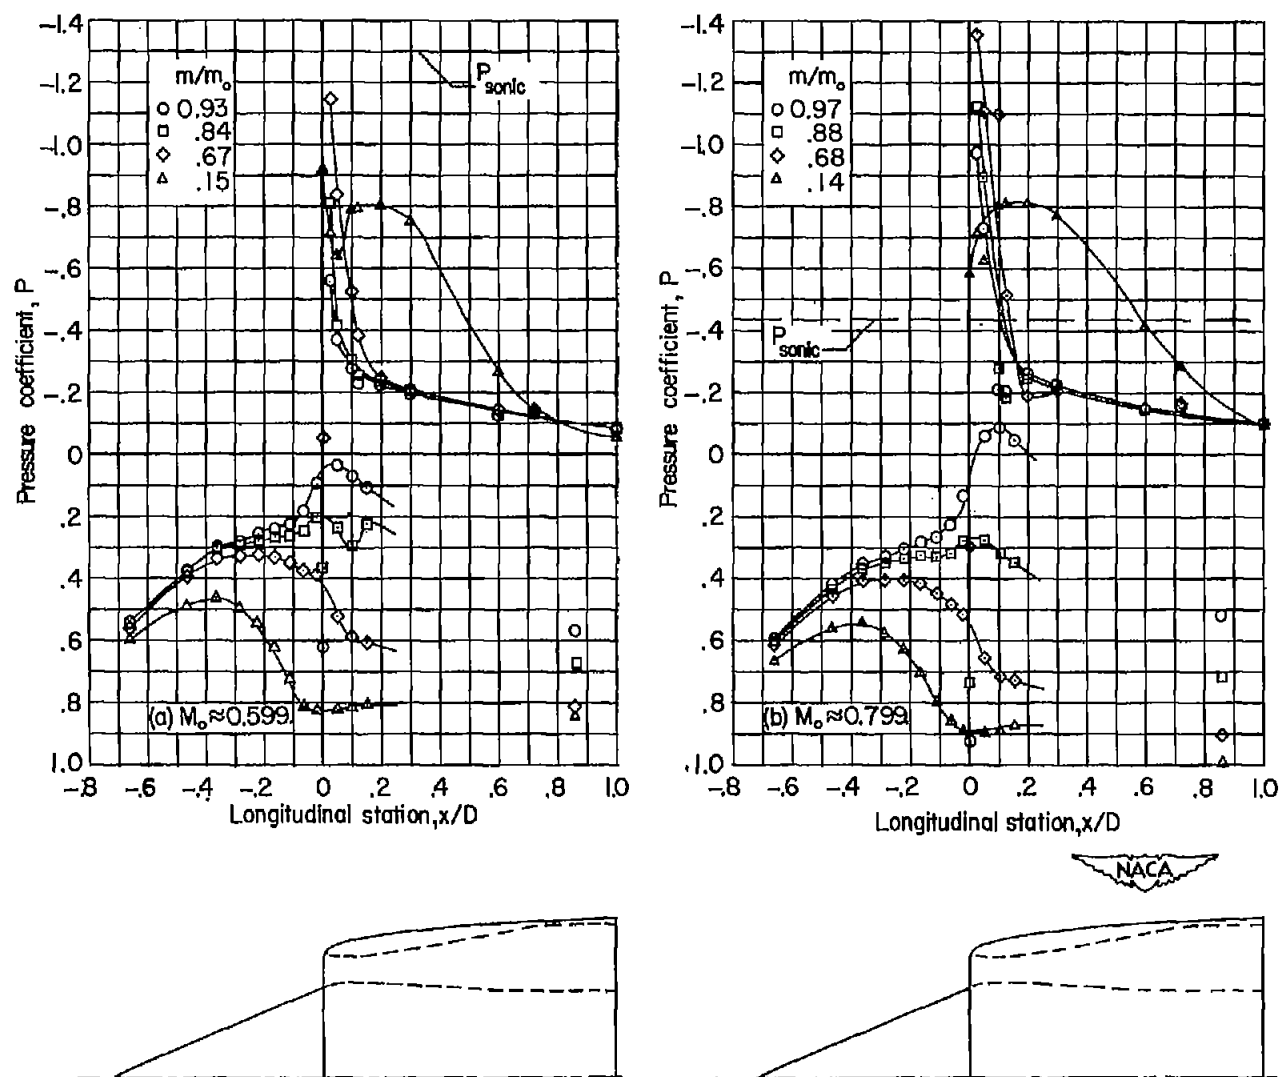 -1.4
-1.2
-1.0
-.8
-.6
-.4
-.2
0
.2
.4
.6
.8
1.0
Pressure coefficient, P
m/m₀
0.93
.84
.67
.15
P sonic
(a) M₀≈0.599.
-.8 -.6 -.4 -.2 0 .2 .4 .6 .8 1.0
Longitudinal station, x/D
-1.4
-1.2
-1.0
-.8
-.6
-.4
-.2
0
.2
.4
.6
.8
1.0
Pressure coefficient, P
m/m₀
0.97
.88
.68
.14
P sonic
(b) M₀≈0.799.
-.8 -.6 -.4 -.2 0 .2 .4 .6 .8 1.0
Longitudinal station, x/D
NACA